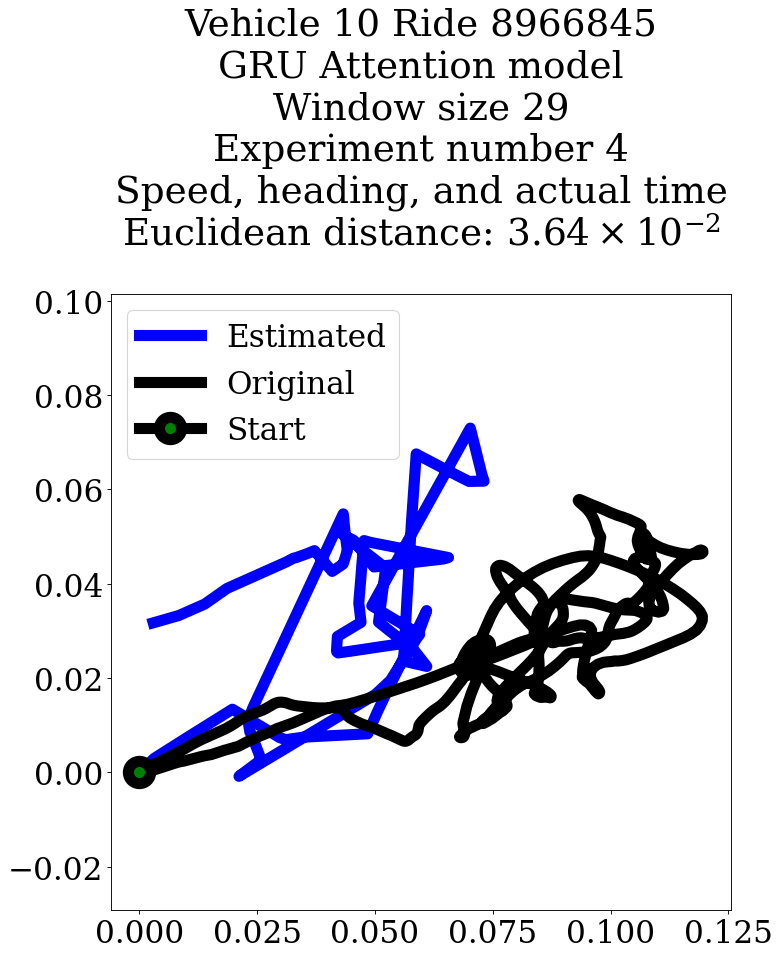 Vehicle 10 Ride 8966845
GRU Attention model
Window size 29
Experiment number 4
Speed, heading, and actual time
Euclidean distance: 3.64 × 10⁻²
0.10
Estimated
Original
Start
0.08
0.06
0.04
0.02
0.00
−0.02
0.000 0.025 0.050 0.075 0.100 0.125